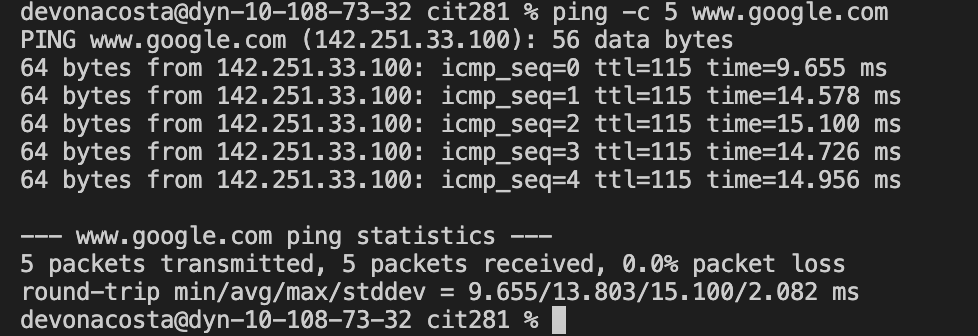 devonacosta@dyn-10-108-73-32 cit281 % ping -c 5 www.google.com
PING www.google.com (142.251.33.100): 56 data bytes
64 bytes from 142.251.33.100: icmp_seq=0 ttl=115 time=9.655 ms
64 bytes from 142.251.33.100: icmp_seq=1 ttl=115 time=14.578 ms
64 bytes from 142.251.33.100: icmp_seq=2 ttl=115 time=15.100 ms
64 bytes from 142.251.33.100: icmp_seq=3 ttl=115 time=14.726 ms
64 bytes from 142.251.33.100: icmp_seq=4 ttl=115 time=14.956 ms

--- www.google.com ping statistics ---
5 packets transmitted, 5 packets received, 0.0% packet loss
round-trip min/avg/max/stddev = 9.655/13.803/15.100/2.082 ms
devonacosta@dyn-10-108-73-32 cit281 %